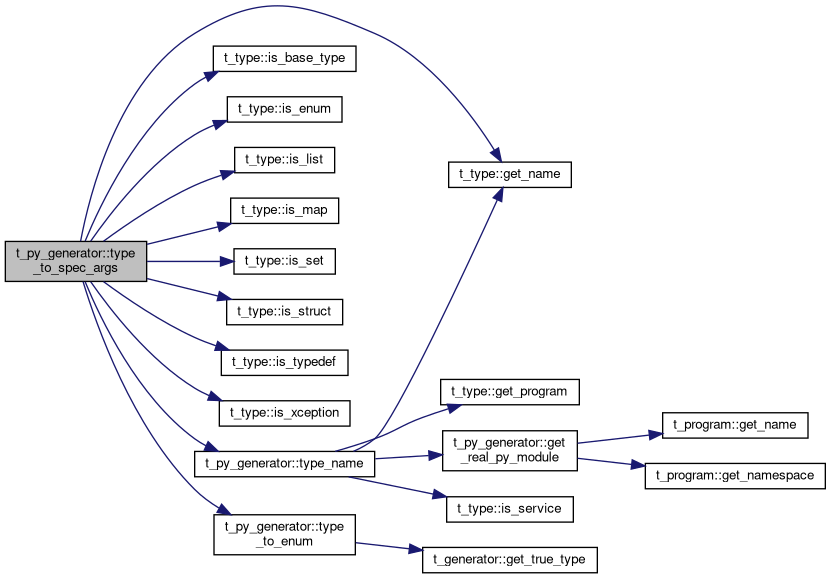 t_py_generator::type
_to_spec_args
t_type::is_base_type
t_type::is_enum
t_type::is_list
t_type::is_map
t_type::is_set
t_type::is_struct
t_type::is_typedef
t_type::is_xception
t_py_generator::type_name
t_py_generator::type
_to_enum
t_type::get_name
t_type::get_program
t_py_generator::get
_real_py_module
t_type::is_service
t_generator::get_true_type
t_program::get_name
t_program::get_namespace